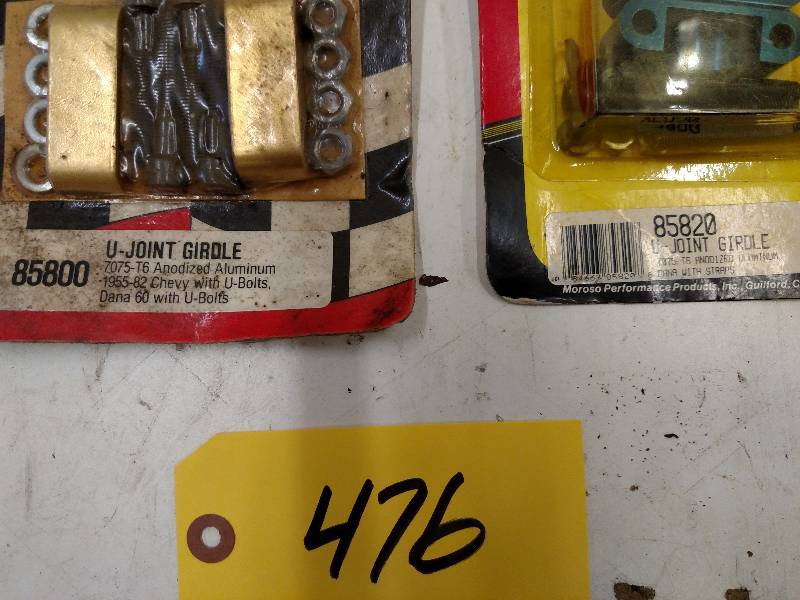 85800
U-JOINT GIRDLE
7075-T6 Anodized Aluminum
-1955-82 Chevy with U-Bolts,
Dana 60 with U-Bolts
85820
U-JOINT GIRDLE
7075-T6 ANODIZED ALUMINUM
DANA WITH STRAPS
Moroso Performance Products, Inc., Guilford, C
476